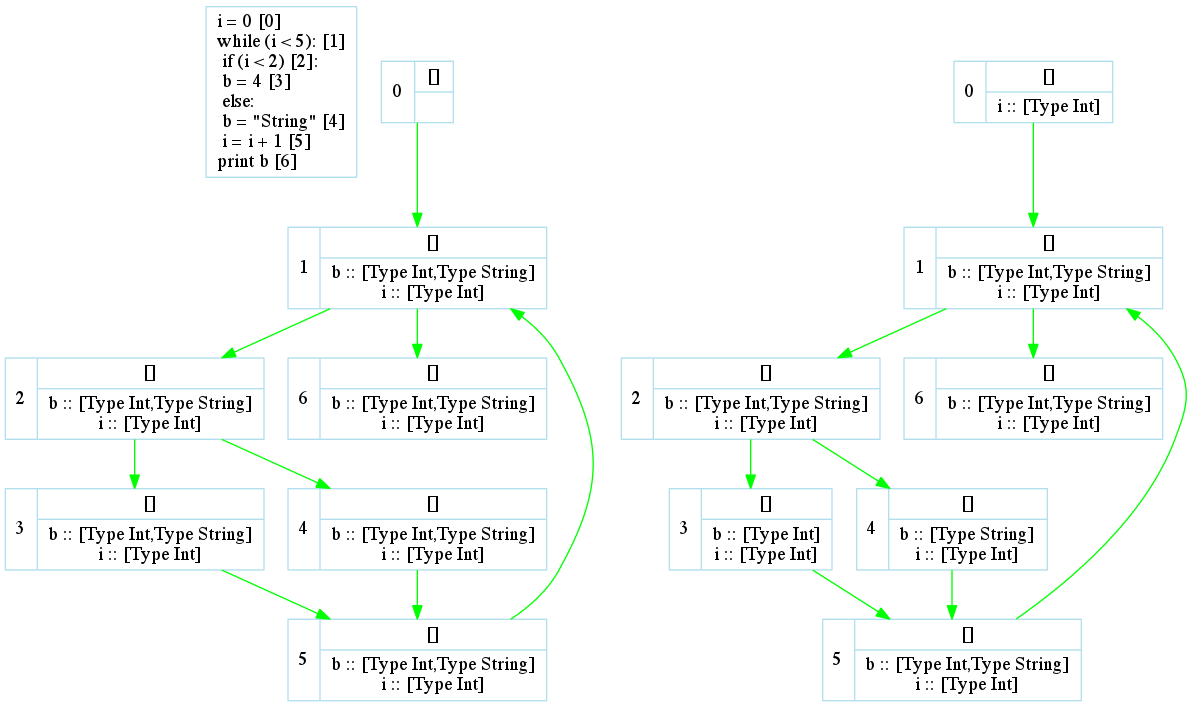 i = 0 [0]
while (i < 5): [1]
if (i < 2) [2]:
b = 4 [3]
else:
b = "String" [4]
i = i + 1 [5]
print b [6]
0
[]
1
[]
b :: [Type Int,Type String]
i :: [Type Int]
2
[]
b :: [Type Int,Type String]
i :: [Type Int]
6
[]
b :: [Type Int,Type String]
i :: [Type Int]
3
[]
b :: [Type Int,Type String]
i :: [Type Int]
4
[]
b :: [Type Int,Type String]
i :: [Type Int]
5
[]
b :: [Type Int,Type String]
i :: [Type Int]
0
[]
i :: [Type Int]
1
[]
b :: [Type Int,Type String]
i :: [Type Int]
2
[]
b :: [Type Int,Type String]
i :: [Type Int]
6
[]
b :: [Type Int,Type String]
i :: [Type Int]
3
[]
b :: [Type Int]
i :: [Type Int]
4
[]
b :: [Type String]
i :: [Type Int]
5
[]
b :: [Type Int,Type String]
i :: [Type Int]